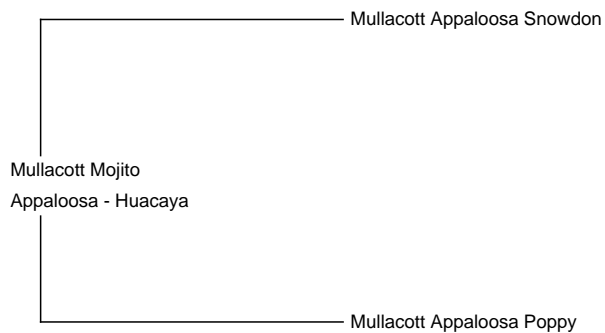 Mullacott Appaloosa Snowdon
Mullacott Mojito
Appaloosa - Huacaya
Mullacott Appaloosa Poppy